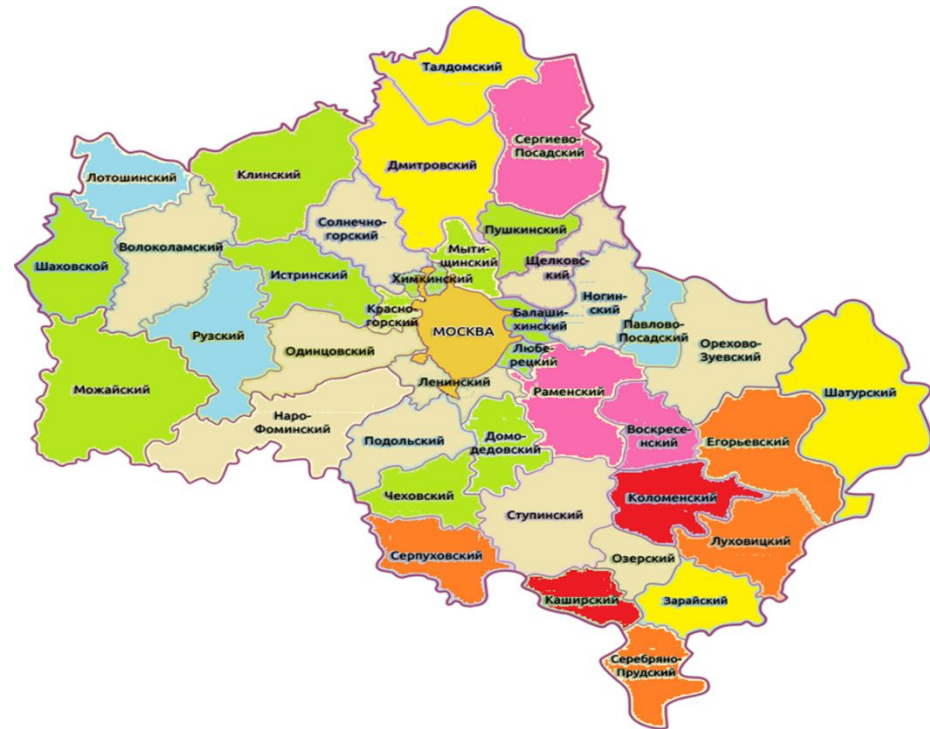 Талдомский
Сергиево-
Посадский
Дмитровский
Клинский
Лотошинский
Солнечно-
горский
Пушкинский
Волоколамский
Мыти-
щинский
Щелковс-
кий
Шаховской
Истринский
Химкинский
Ногин-
ский
Красно-
горский
МОСКВА
Балаши-
хинский
Павлово-
Посадский
Рузский
Орехово-
Зуевский
Одинцовский
Любе-
рецкий
Ленинский
Можайский
Раменский
Шатурский
Наро-
Фоминский
Воскресе-
нский
Подольский
Домо-
дедовский
Егорьевский
Чеховский
Коломенский
Ступинский
Луховицкий
Серпуховский
Озерский
Каширский
Зарайский
Серебряно-
Прудский